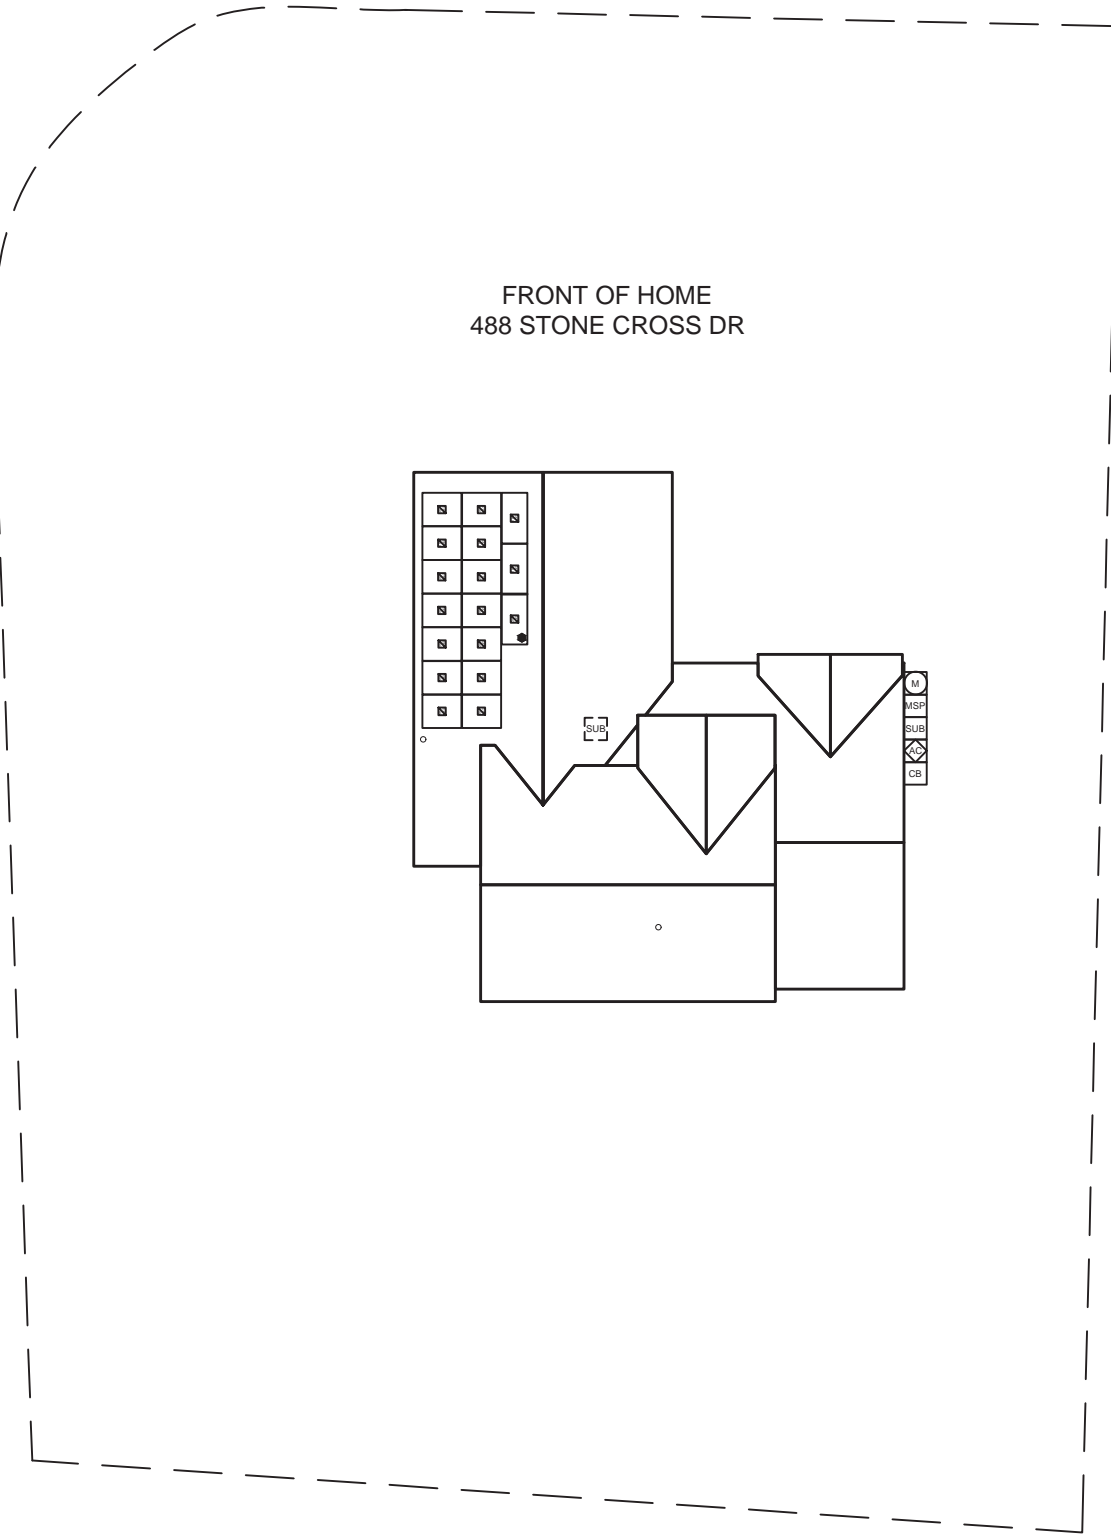 FRONT OF HOME
488 STONE CROSS DR
M
MSP
SUB
SUB
AC
CB